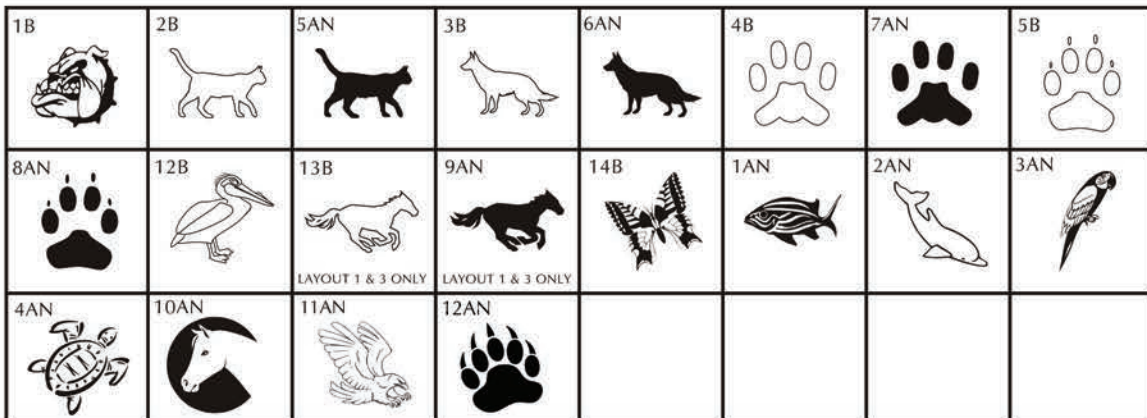 1B
2B
5AN
3B
6AN
4B
7AN
5B
8AN
12B
13B
LAYOUT 1 & 3 ONLY
9AN
LAYOUT 1 & 3 ONLY
14B
1AN
2AN
3AN
4AN
10AN
11AN
12AN